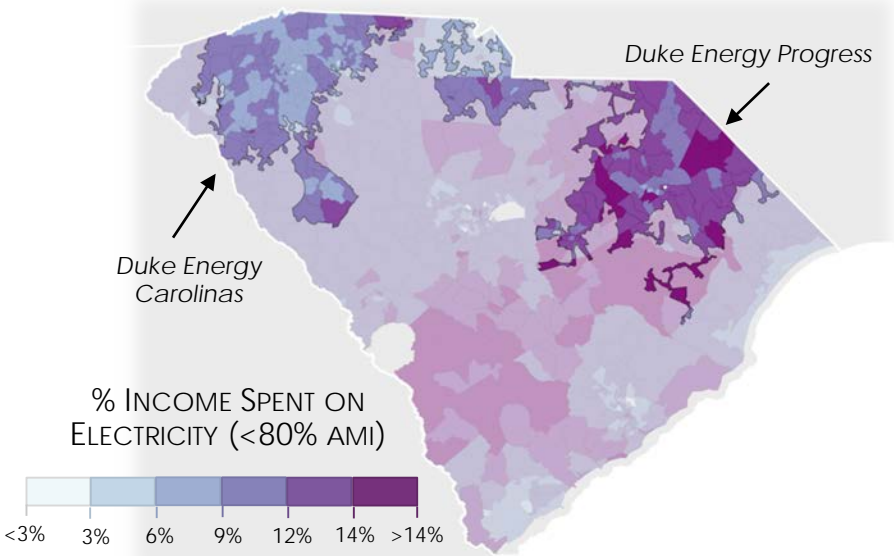 Duke Energy Progress
Duke Energy
Carolinas
% INCOME SPENT ON
ELECTRICITY (<80% AMI)
<3% 3% 6% 9% 12% 14% >14%